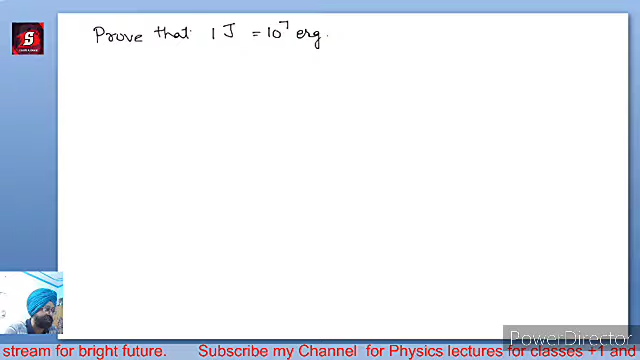 Prove that: 1 J = 10⁷ erg.
S
PowerDirector
stream for bright future. Subscribe my Channel for Physics lectures for classes +1 and